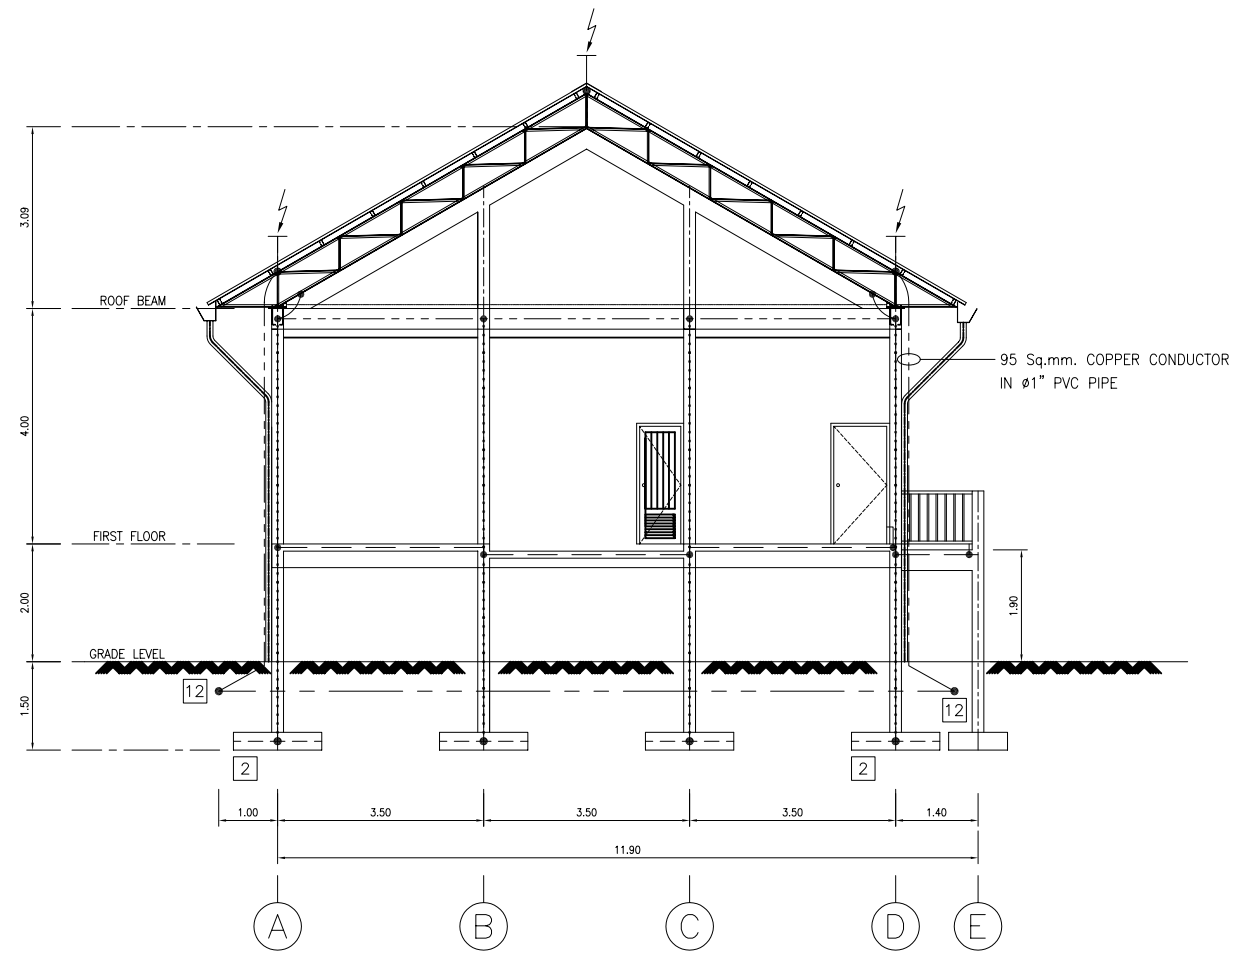 3.09
ROOF BEAM
95 Sq.mm. COPPER CONDUCTOR
IN ø1" PVC PIPE
4.00
FIRST FLOOR
2.00
1.90
GRADE LEVEL
1.50
12
12
2
2
1.00
3.50
3.50
3.50
1.40
11.90
A
B
C
D
E